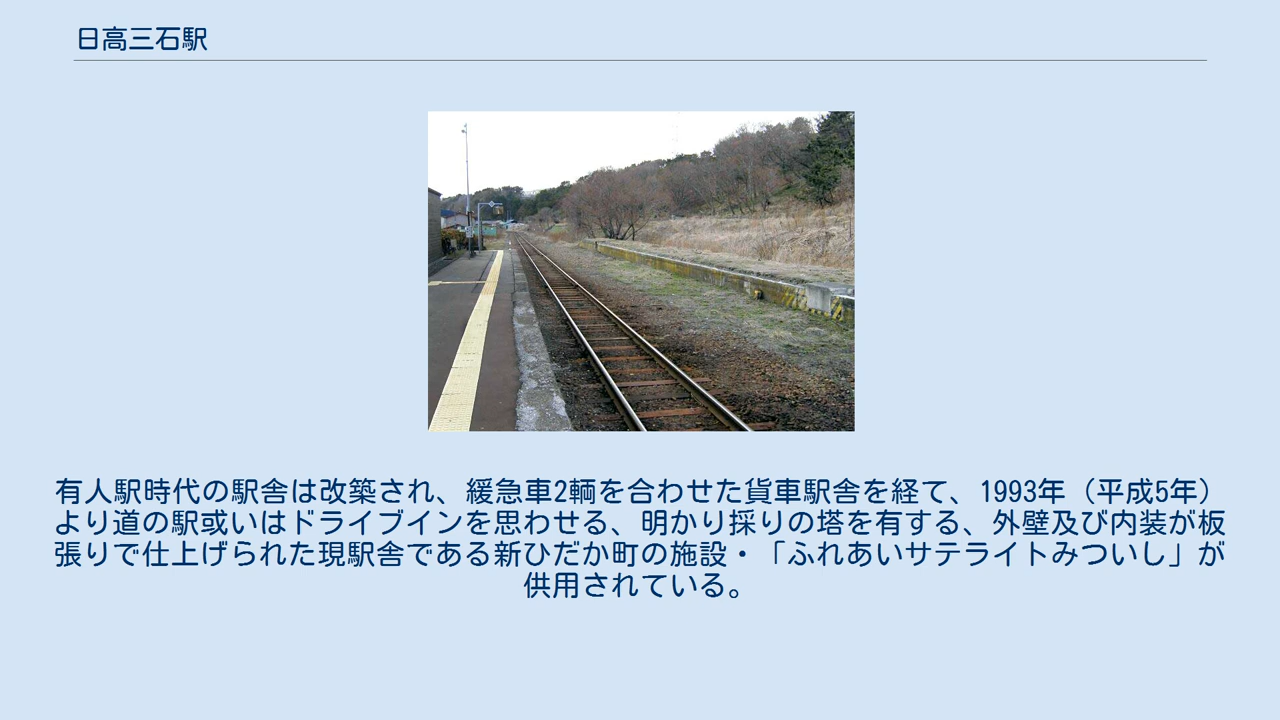 日高三石駅
有人駅時代の駅舎は改築され、緩急車2輌を合わせた貨車駅舎を経て、1993年（平成5年）
より道の駅或いはドライブインを思わせる、明かり採りの塔を有する、外壁及び内装が板
張りで仕上げられた現駅舎である新ひだか町の施設・「ふれあいサテライトみついし」が
供用されている。